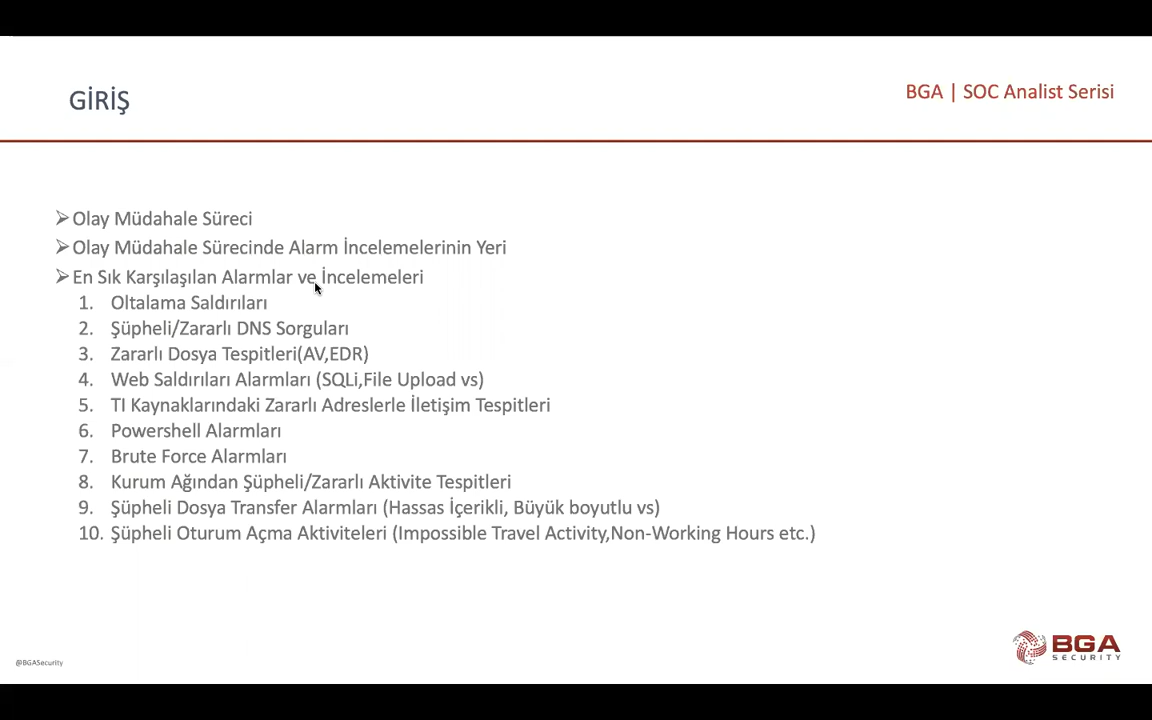 GİRİŞ
BGA | SOC Analist Serisi
➢Olay Müdahale Süreci
➢Olay Müdahale Sürecinde Alarm İncelemelerinin Yeri
➢En Sık Karşılaşılan Alarmlar ve İncelemeleri
1. Oltalama Saldırıları
2. Şüpheli/Zararlı DNS Sorguları
3. Zararlı Dosya Tespitleri(AV,EDR)
4. Web Saldırıları Alarmları (SQLi,File Upload vs)
5. TI Kaynaklarındaki Zararlı Adreslerle İletişim Tespitleri
6. Powershell Alarmları
7. Brute Force Alarmları
8. Kurum Ağından Şüpheli/Zararlı Aktivite Tespitleri
9. Şüpheli Dosya Transfer Alarmları (Hassas İçerikli, Büyük boyutlu vs)
10. Şüpheli Oturum Açma Aktiviteleri (Impossible Travel Activity,Non-Working Hours etc.)
@BGASecurity
BGA
SECURITY